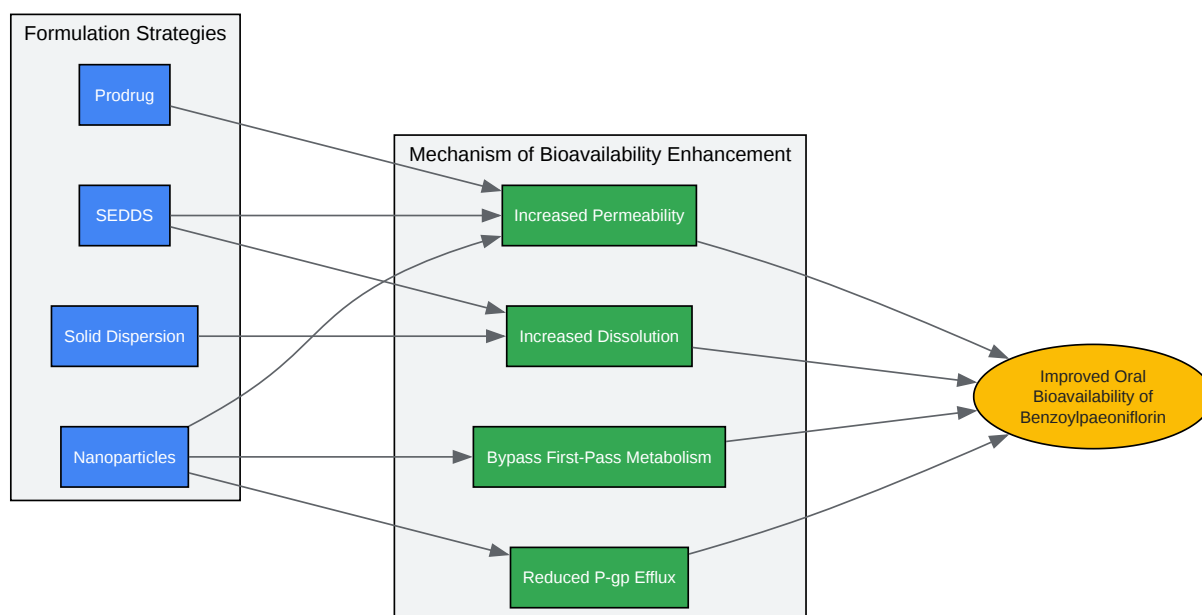 Formulation Strategies
Prodrug
SEDDS
Solid Dispersion
Nanoparticles
Mechanism of Bioavailability Enhancement
Increased Permeability
Increased Dissolution
Bypass First-Pass Metabolism
Reduced P-gp Efflux
Improved Oral
Bioavailability of
Benzoylpaeoniflorin